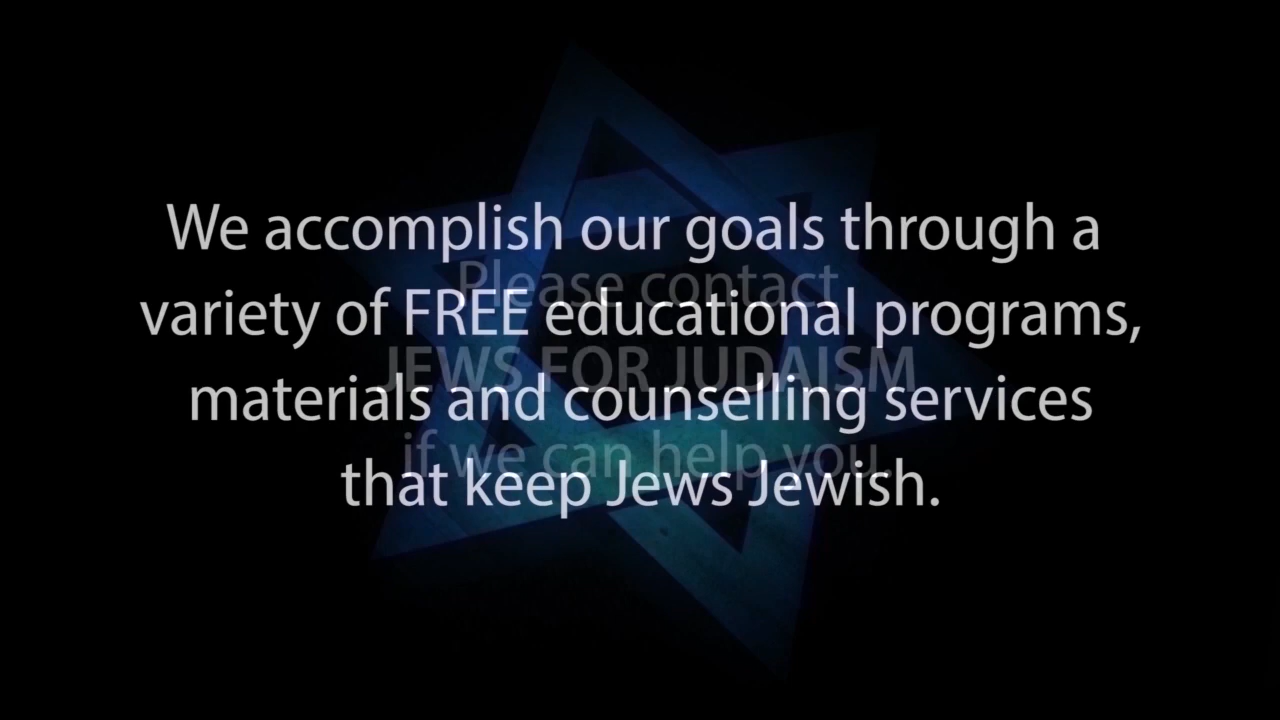 We accomplish our goals through a
variety of FREE educational programs,
materials and counselling services
that keep Jews Jewish.
Please contact
JEWS FOR JUDAISM
if we can help you.